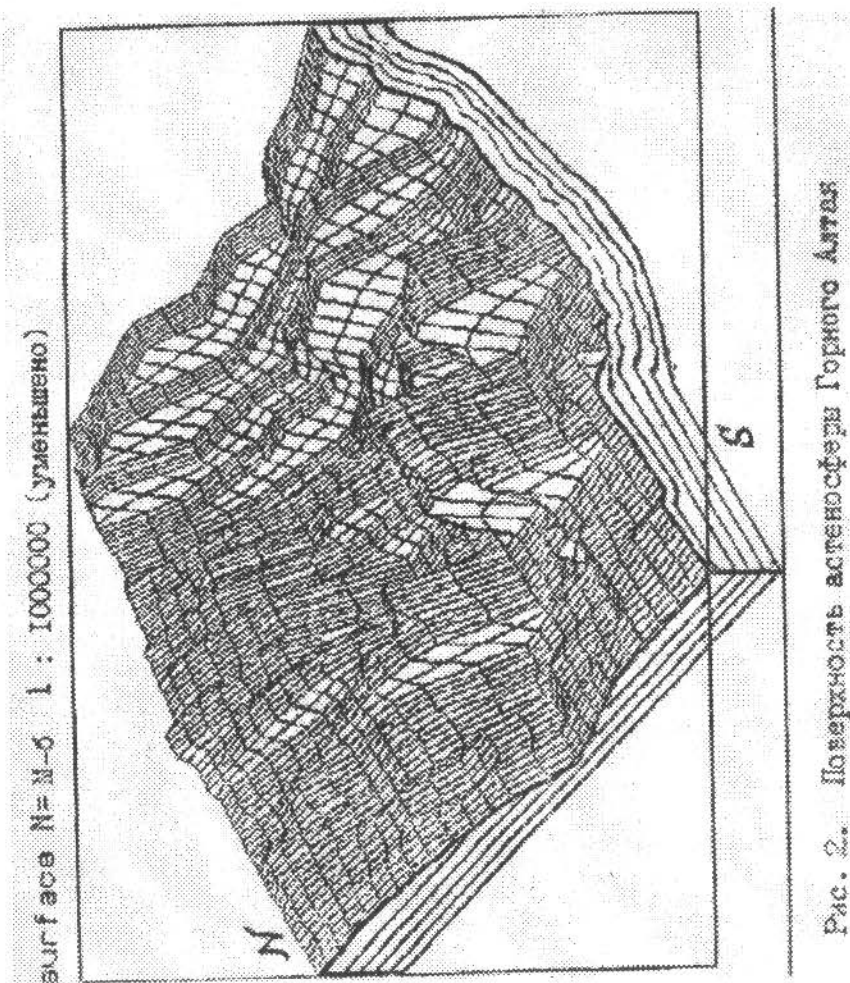 surface N= M-б 1 : 1000000 (уменьшено)
N
S
Рис. 2. Поверхность астеносферы Горного Алтая